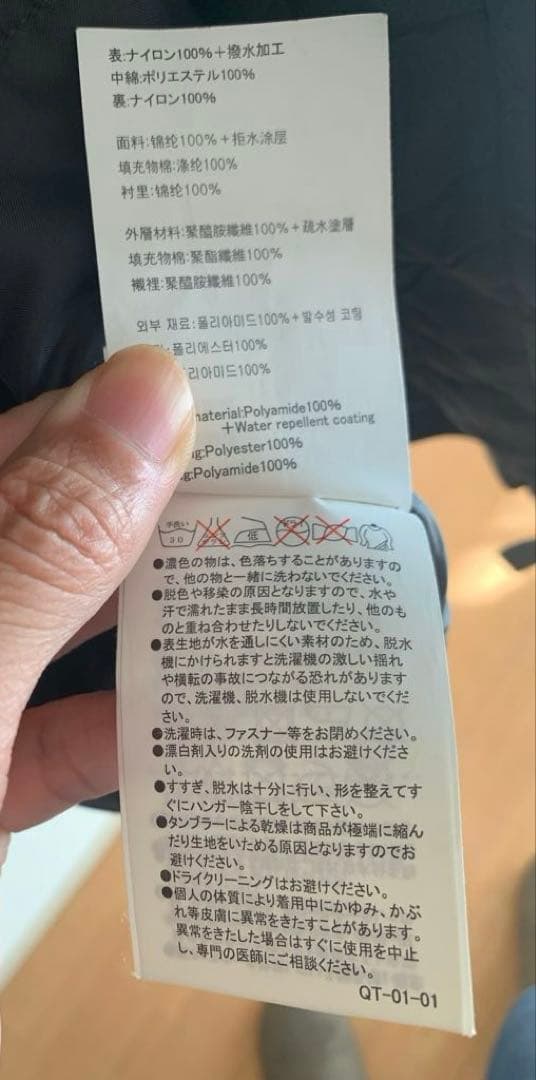 表:ナイロン100%+撥水加工
中綿:ポリエステル100%
裏:ナイロン100%
面料:锦纶100%+拒水涂层
填充物棉:涤纶100%
衬里:锦纶100%
外層材料:聚醯胺纖維100%+疏水塗層
填充物棉:聚酯纖維100%
襯裡:聚醯胺纖維100%
외부 재료:폴리아미드100%+발수성 코팅
:폴리에스터100%
리아미드100%
material:Polyamide100%
+Water repellent coating
ng:Polyester100%
g:Polyamide100%
手洗い
30
低
●濃色の物は、色落ちすることがありますの
で、他の物と一緒に洗わないでください。
●脱色や移染の原因となりますので、水や
汗で濡れたまま長時間放置したり、他のも
のと重ね合わせたりしないでください。
●表生地が水を通しにくい素材のため、脱水
機にかけられますと洗濯機の激しい揺れ
や横転の事故につながる恐れがあります
ので、洗濯機、脱水機は使用しないでくだ
さい。
●洗濯時は、ファスナー等をお閉めください。
●漂白剤入りの洗剤の使用はお避けくださ
い。
●すすぎ、脱水は十分に行い、形を整えてす
ぐにハンガー陰干しをして下さい。
●タンブラーによる乾燥は商品が極端に縮ん
だり生地をいためる原因となりますのでお
避けください。
●ドライクリーニングはお避けください。
●個人の体質により着用中にかゆみ、かぶ
れ等皮膚に異常をきたすことがあります。
異常をきたした場合はすぐに使用を中止
し、専門の医師にご相談ください。
QT-01-01